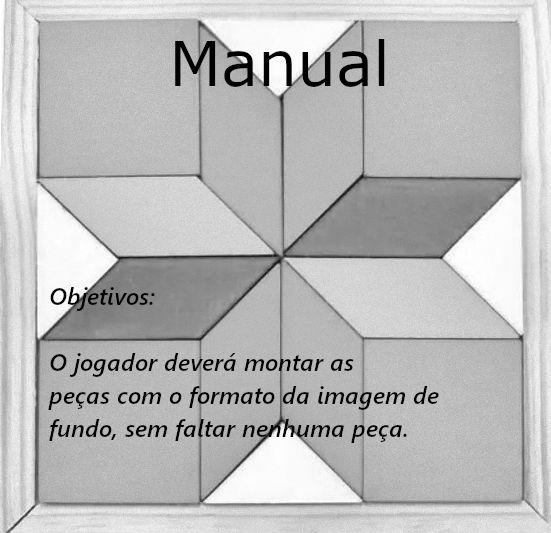 Manual
Objetivos:
O jogador deverá montar as
peças com o formato da imagem de
fundo, sem faltar nenhuma peça.